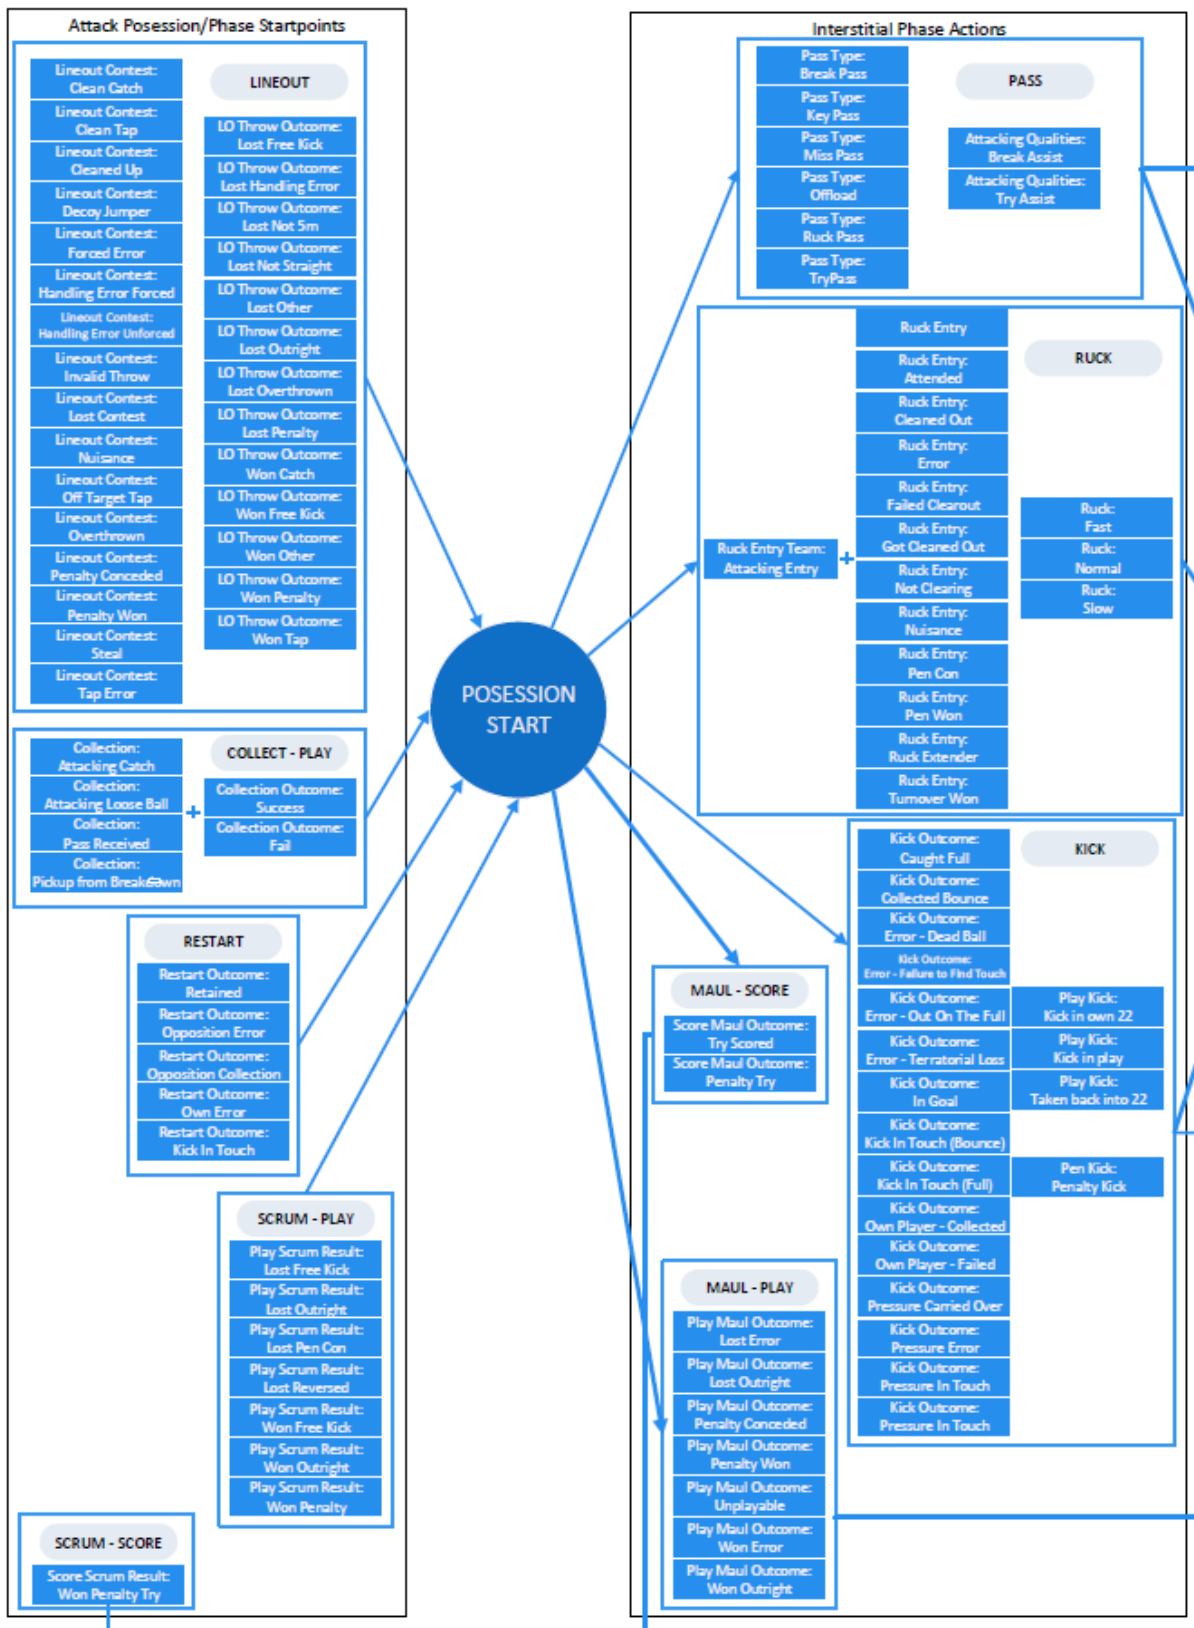 Attack Posession/Phase Startpoints
LINEOUT
Lineout Contest:
Clean Catch
Lineout Contest:
Clean Tap
Lineout Contest:
Cleaned Up
Lineout Contest:
Decoy Jumper
Lineout Contest:
Forced Error
Lineout Contest:
Handling Error Forced
Lineout Contest:
Handling Error Unforced
Lineout Contest:
Invalid Throw
Lineout Contest:
Lost Contest
Lineout Contest:
Nuisance
Lineout Contest:
Off Target Tap
Lineout Contest:
Overthrown
Lineout Contest:
Penalty Conceded
Lineout Contest:
Penalty Won
Lineout Contest:
Steal
Lineout Contest:
Tap Error
LO Throw Outcome:
Lost Free Kick
LO Throw Outcome:
Lost Handling Error
LO Throw Outcome:
Lost Not 5m
LO Throw Outcome:
Lost Not Straight
LO Throw Outcome:
Lost Other
LO Throw Outcome:
Lost Outright
LO Throw Outcome:
Lost Overthrown
LO Throw Outcome:
Lost Penalty
LO Throw Outcome:
Won Catch
LO Throw Outcome:
Won Free Kick
LO Throw Outcome:
Won Other
LO Throw Outcome:
Won Penalty
LO Throw Outcome:
Won Tap
COLLECT - PLAY
Collection:
Attacking Catch
Collection:
Attacking Loose Ball
Collection:
Pass Received
Collection:
Pickup from Breakdown
+
Collection Outcome:
Success
Collection Outcome:
Fail
RESTART
Restart Outcome:
Retained
Restart Outcome:
Opposition Error
Restart Outcome:
Opposition Collection
Restart Outcome:
Own Error
Restart Outcome:
Kick In Touch
SCRUM - PLAY
Play Scrum Result:
Lost Free Kick
Play Scrum Result:
Lost Outright
Play Scrum Result:
Lost Pen Con
Play Scrum Result:
Lost Reversed
Play Scrum Result:
Won Free Kick
Play Scrum Result:
Won Outright
Play Scrum Result:
Won Penalty
SCRUM - SCORE
Score Scrum Result:
Won Penalty Try
POSESSION
START
Interstitial Phase Actions
PASS
Pass Type:
Break Pass
Pass Type:
Key Pass
Pass Type:
Miss Pass
Pass Type:
Offload
Pass Type:
Ruck Pass
Pass Type:
TryPass
Attacking Qualities:
Break Assist
Attacking Qualities:
Try Assist
RUCK
Ruck Entry Team:
Attacking Entry
+
Ruck Entry
Ruck Entry:
Attended
Ruck Entry:
Cleaned Out
Ruck Entry:
Error
Ruck Entry:
Failed Clearout
Ruck Entry:
Got Cleaned Out
Ruck Entry:
Not Clearing
Ruck Entry:
Nuisance
Ruck Entry:
Pen Con
Ruck Entry:
Pen Won
Ruck Entry:
Ruck Extender
Ruck Entry:
Turnover Won
Ruck:
Fast
Ruck:
Normal
Ruck:
Slow
KICK
Kick Outcome:
Caught Full
Kick Outcome:
Collected Bounce
Kick Outcome:
Error - Dead Ball
Kick Outcome:
Error - Failure to Find Touch
Kick Outcome:
Error - Out On The Full
Kick Outcome:
Error - Terratorial Loss
Kick Outcome:
In Goal
Kick Outcome:
Kick In Touch (Bounce)
Kick Outcome:
Kick In Touch (Full)
Kick Outcome:
Own Player - Collected
Kick Outcome:
Own Player - Failed
Kick Outcome:
Pressure Carried Over
Kick Outcome:
Pressure Error
Kick Outcome:
Pressure In Touch
Kick Outcome:
Pressure In Touch
Play Kick:
Kick in own 22
Play Kick:
Kick in play
Play Kick:
Taken back into 22
Pen Kick:
Penalty Kick
MAUL - SCORE
Score Maul Outcome:
Try Scored
Score Maul Outcome:
Penalty Try
MAUL - PLAY
Play Maul Outcome:
Lost Error
Play Maul Outcome:
Lost Outright
Play Maul Outcome:
Penalty Conceded
Play Maul Outcome:
Penalty Won
Play Maul Outcome:
Unplayable
Play Maul Outcome:
Won Error
Play Maul Outcome:
Won Outright